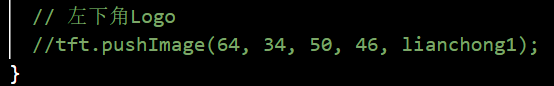 // 左下角Logo
//tft.pushImage(64, 34, 50, 46, lianchong1);
}